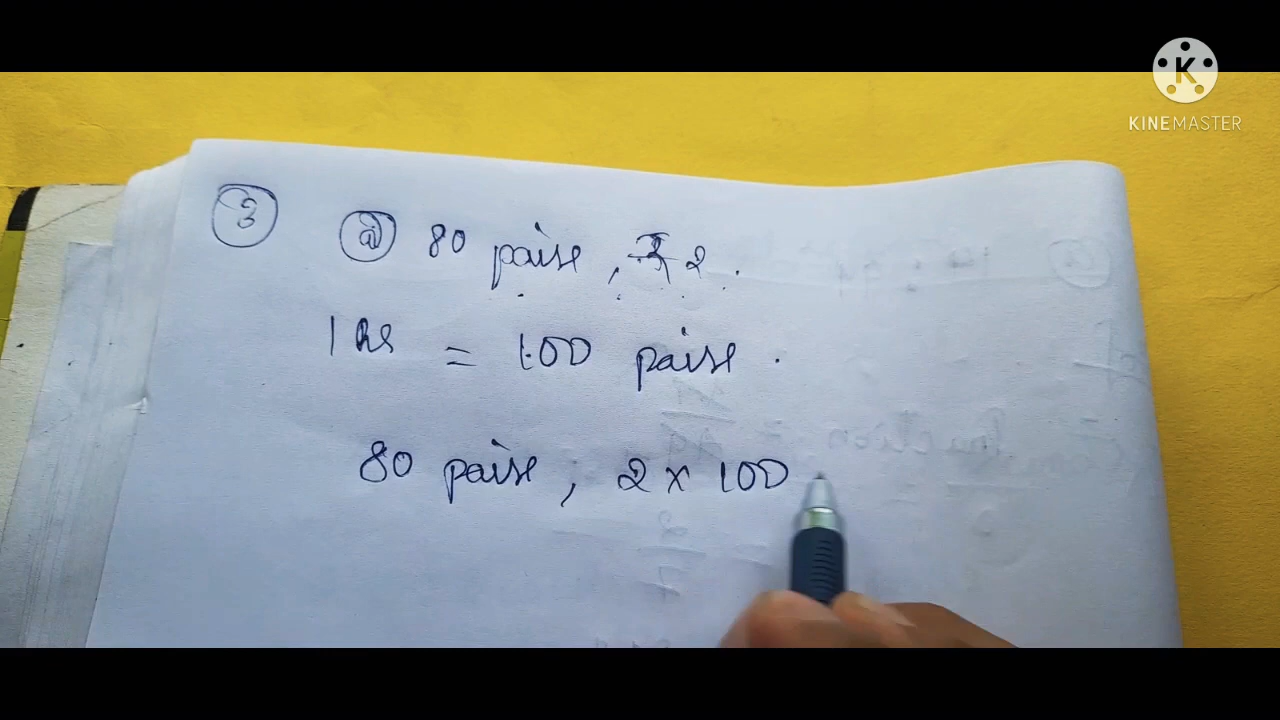 KINEMASTER
3 a 80 paise, 2.
1 Rs = 100 paise.
80 paise, 2 x 100